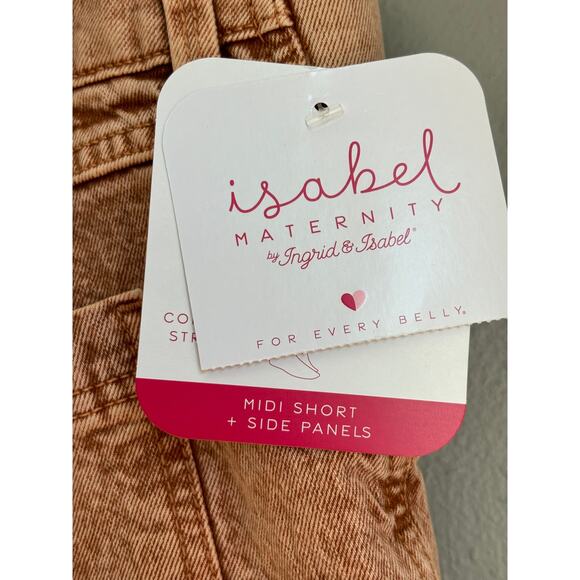 isabel
MATERNITY
by Ingrid & Isabel®
FOR EVERY BELLY®
MIDI SHORT
+ SIDE PANELS